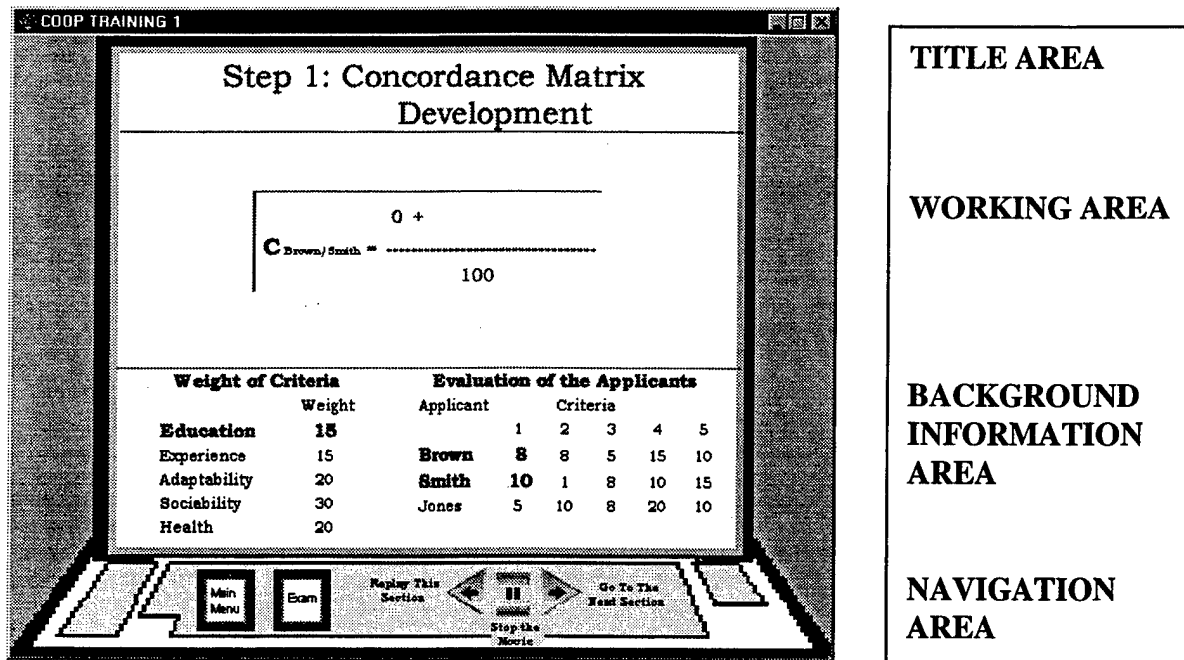 COOP TRAINING 1
Step 1: Concordance Matrix
Development
0 +
C Brown/Smith = ------------------------
100
Weight of Criteria
Weight
Education 15
Experience 15
Adaptability 20
Sociability 30
Health 20
Evaluation of the Applicants
Applicant Criteria
1 2 3 4 5
Brown 8 8 5 15 10
Smith 10 1 8 10 15
Jones 5 10 8 20 10
Main
Menu
Exam
Replay This
Section
Stop the
Movie
Go To The
Next Section
TITLE AREA
WORKING AREA
BACKGROUND
INFORMATION
AREA
NAVIGATION
AREA